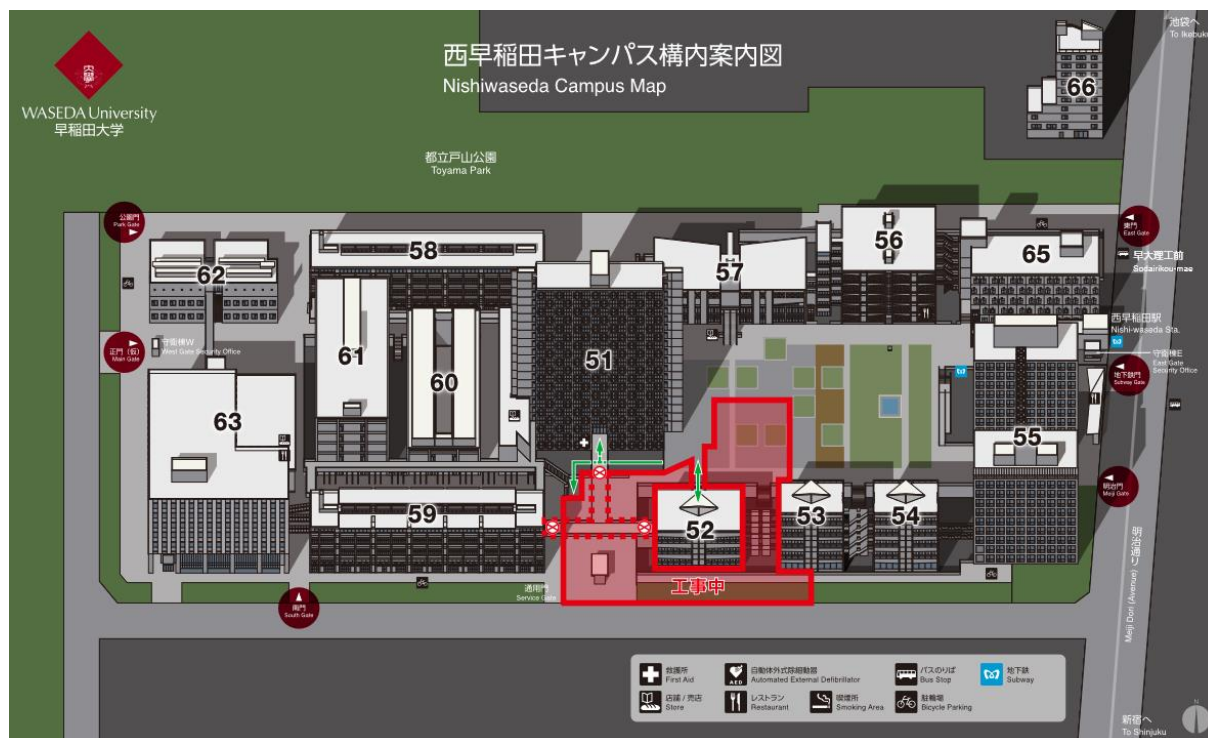 西早稲田キャンパス構内案内図
Nishiwaseda Campus Map
WASEDA University
早稲田大学
池袋へ
To Ikebuku
66
都立戸山公園
Toyama Park
公園門
Park Gate
東門
East Gate
早大理工前
Sodairikou-mae
62
58
57
56
65
西早稲田駅
Nishi-waseda Sta.
正門（仮）
Main Gate
守衛棟W
West Gate Security Office
守衛棟E
East Gate
Security Office
地下鉄門
Subway Gate
61
60
51
63
55
明治門
Meiji Gate
59
52
53
54
工事中
通用門
Service Gate
南門
South Gate
明治通り
Meiji Dori (Avenue)
救護所
First Aid
自動体外式除細動器
Automated External Defibrillator
AED
バスのりば
Bus Stop
地下鉄
Subway
店舗 / 売店
Store
レストラン
Restaurant
喫煙所
Smoking Area
駐輪場
Bicycle Parking
新宿へ
To Shinjuku
N